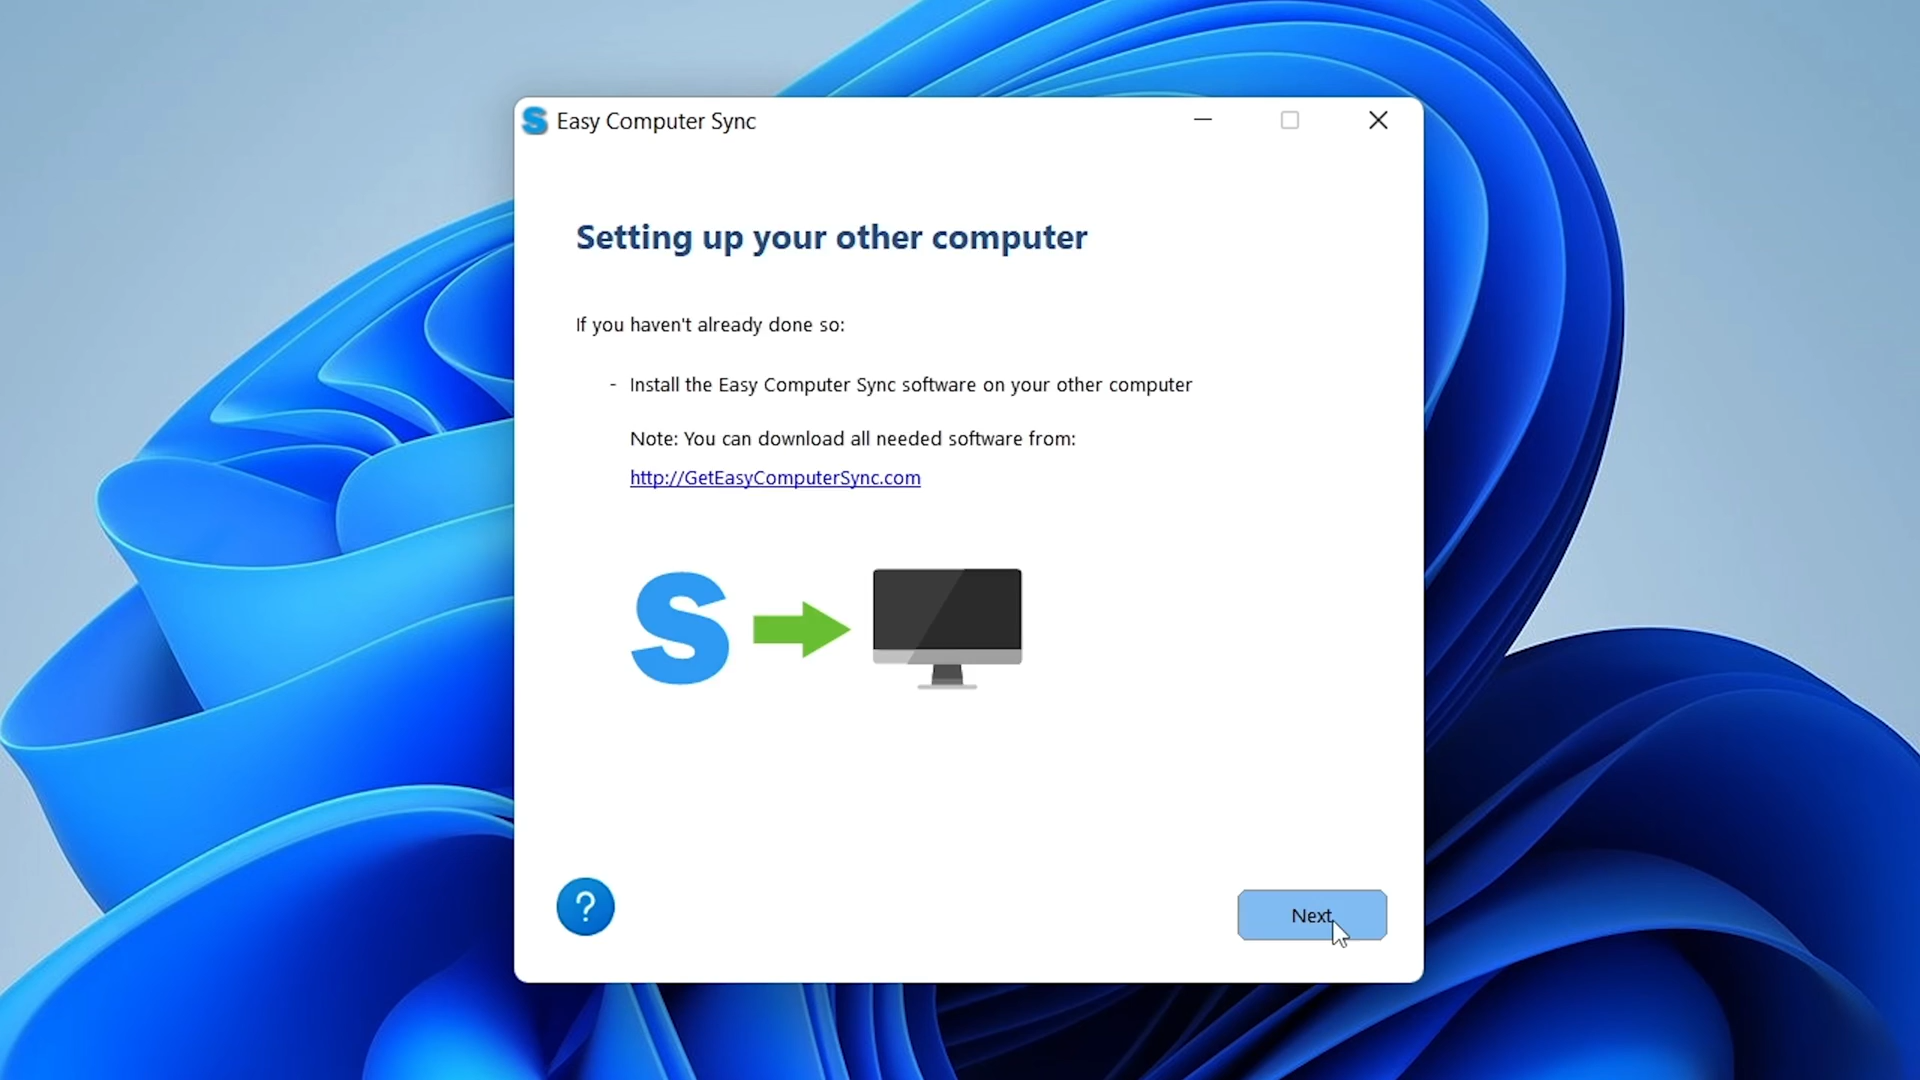 Easy Computer Sync
Setting up your other computer
If you haven't already done so:
- Install the Easy Computer Sync software on your other computer
Note: You can download all needed software from:
http://GetEasyComputerSync.com
S
?
Next